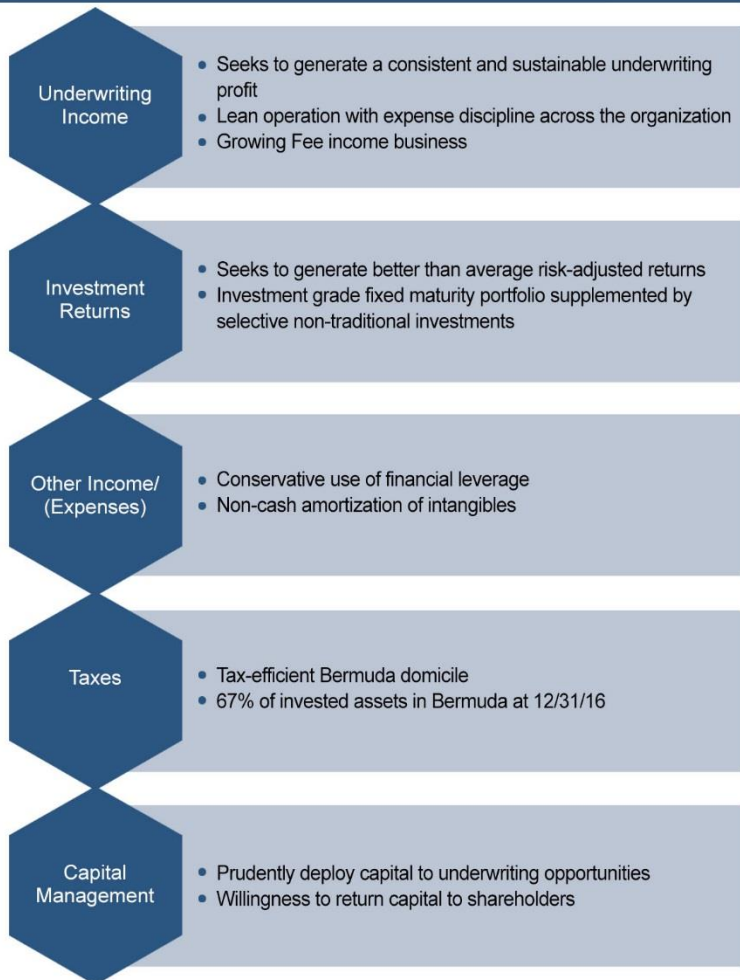 Underwriting
Income
• Seeks to generate a consistent and sustainable underwriting
profit
• Lean operation with expense discipline across the organization
• Growing Fee income business
Investment
Returns
• Seeks to generate better than average risk-adjusted returns
• Investment grade fixed maturity portfolio supplemented by
selective non-traditional investments
Other Income/
(Expenses)
• Conservative use of financial leverage
• Non-cash amortization of intangibles
Taxes
• Tax-efficient Bermuda domicile
• 67% of invested assets in Bermuda at 12/31/16
Capital
Management
• Prudently deploy capital to underwriting opportunities
• Willingness to return capital to shareholders